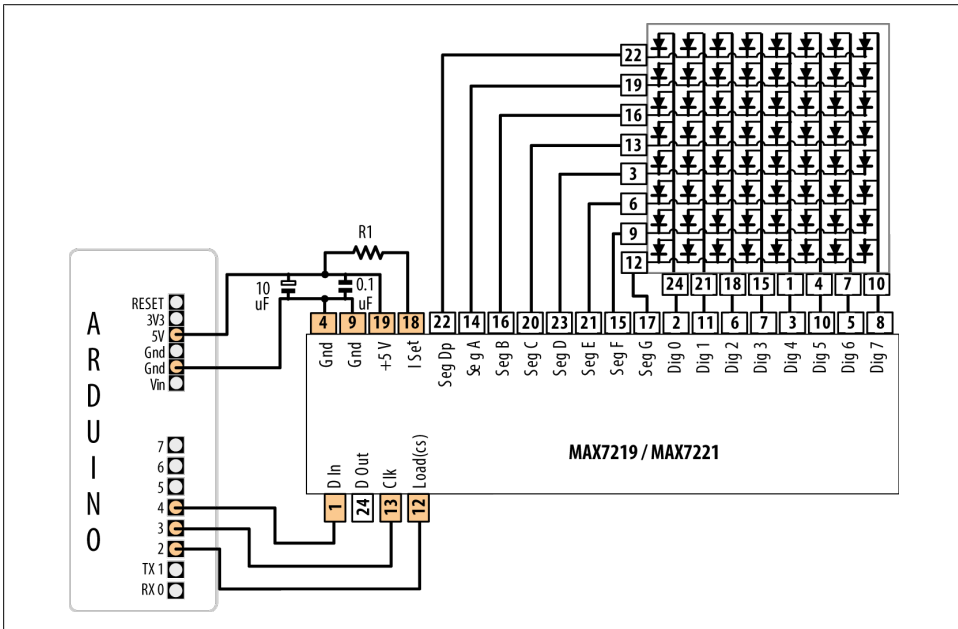 22
19
16
13
3
6
9
12
24 21 18 15 1 4 7 10
R1
10 uF
0.1 uF
ARDUINO
RESET
3V3
5V
Gnd
Gnd
Vin
7
6
5
4
3
2
TX 1
RX 0
4 9 19 18 22 14 16 20 23 21 15 17 2 11 6 7 3 10 5 8
Gnd Gnd +5 V I Set Seg Dp Seg A Seg B Seg C Seg D Seg E Seg F Seg G Dig 0 Dig 1 Dig 2 Dig 3 Dig 4 Dig 5 Dig 6 Dig 7
MAX7219 / MAX7221
D In D Out Clk Load(cs)
1 24 13 12